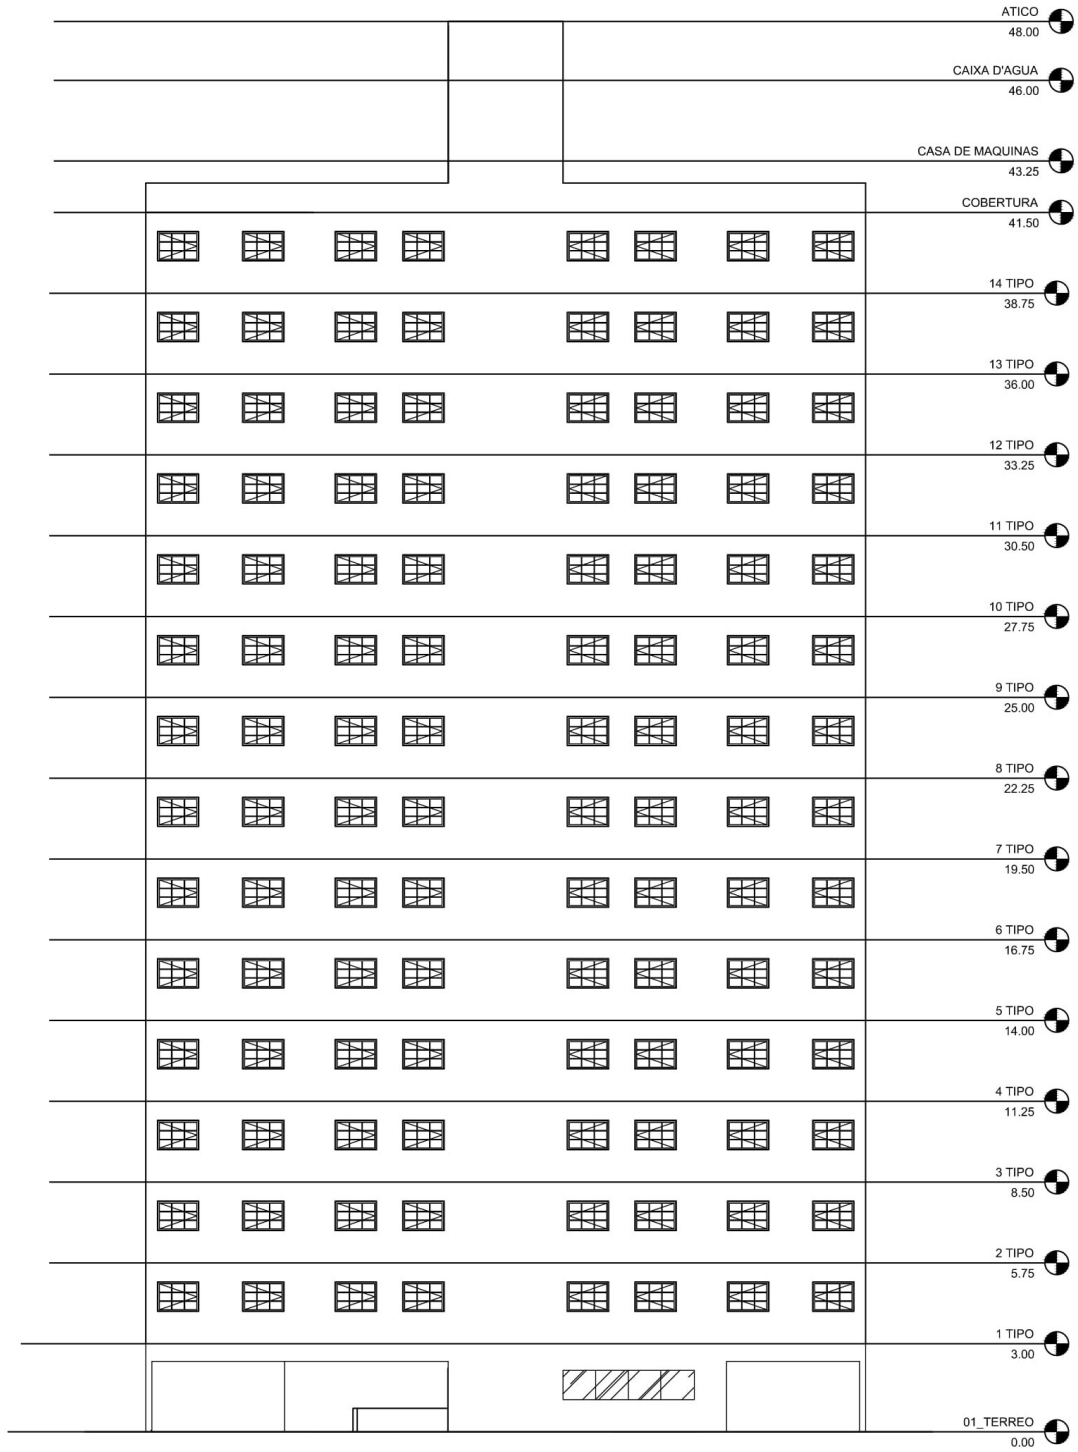 ATICO
48.00
CAIXA D'AGUA
46.00
CASA DE MAQUINAS
43.25
COBERTURA
41.50
14 TIPO
38.75
13 TIPO
36.00
12 TIPO
33.25
11 TIPO
30.50
10 TIPO
27.75
9 TIPO
25.00
8 TIPO
22.25
7 TIPO
19.50
6 TIPO
16.75
5 TIPO
14.00
4 TIPO
11.25
3 TIPO
8.50
2 TIPO
5.75
1 TIPO
3.00
01_TERREO
0.00